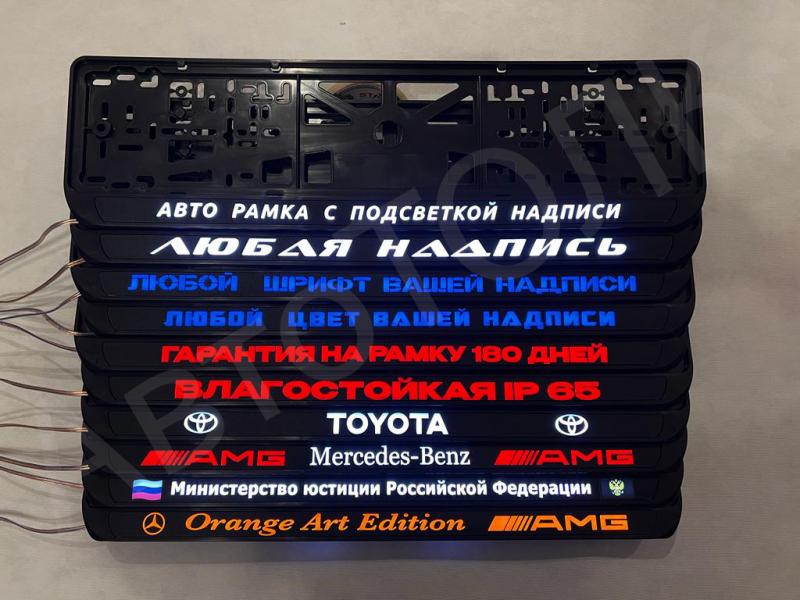 АВТО РАМКА С ПОДСВЕТКОЙ НАДПИСИ
ЛЮБАЯ НАДПИСЬ
ЛЮБОЙ ШРИФТ ВАШЕЙ НАДПИСИ
ЛЮБОЙ ЦВЕТ ВАШЕЙ НАДПИСИ
ГАРАНТИЯ НА РАМКУ 180 ДНЕЙ
ВЛАГОСТОЙКАЯ IP 65
TOYOTA
AMG Mercedes-Benz AMG
Министерство юстиции Российской Федерации
Orange Art Edition AMG